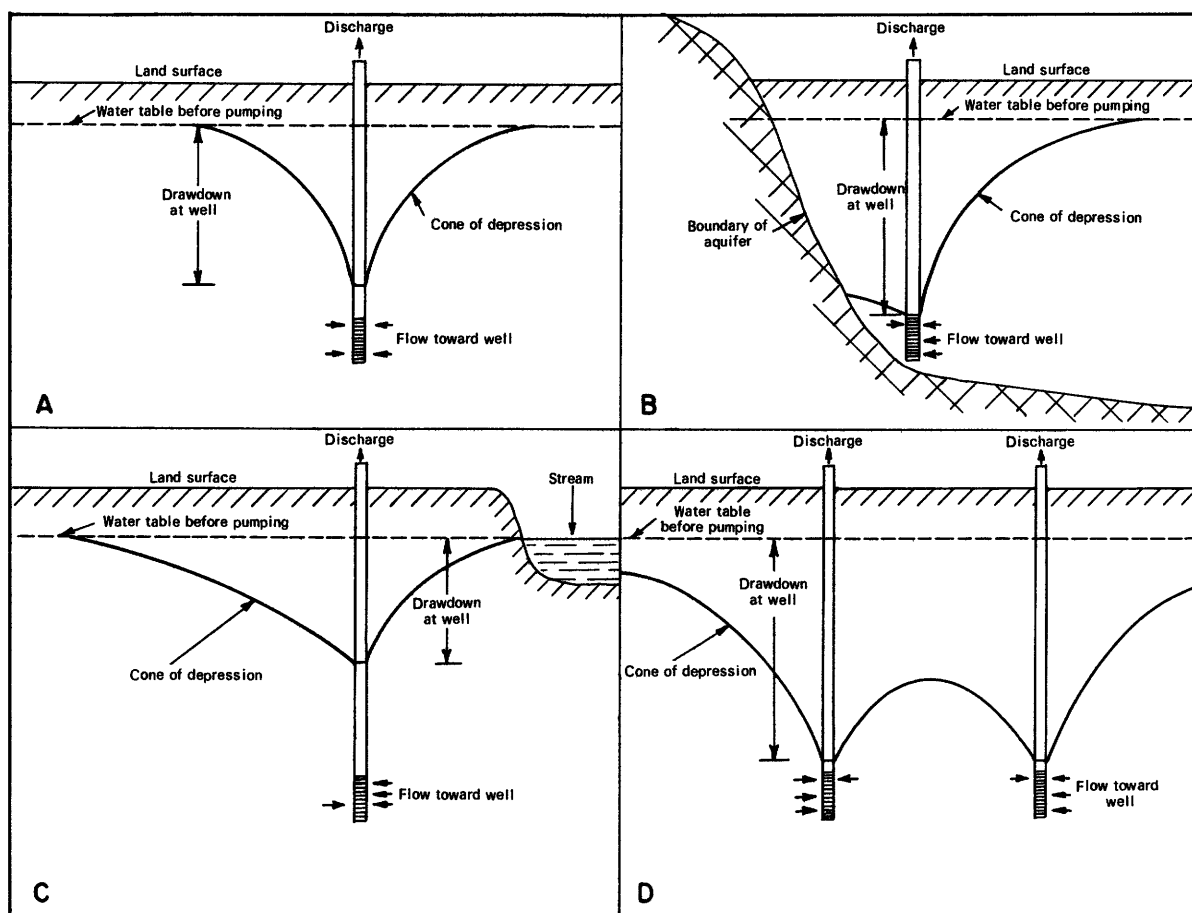 Discharge
Land surface
Water table before pumping
Drawdown
at well
Cone of depression
Flow toward well
A
Discharge
Land surface
Water table before pumping
Drawdown
at well
Cone of depression
Boundary of
aquifer
Flow toward well
B
Discharge
Land surface
Stream
Water table before pumping
Drawdown
at well
Cone of depression
Flow toward well
C
Discharge
Discharge
Land surface
Water table
before pumping
Drawdown
at well
Cone of depression
Flow toward
well
D